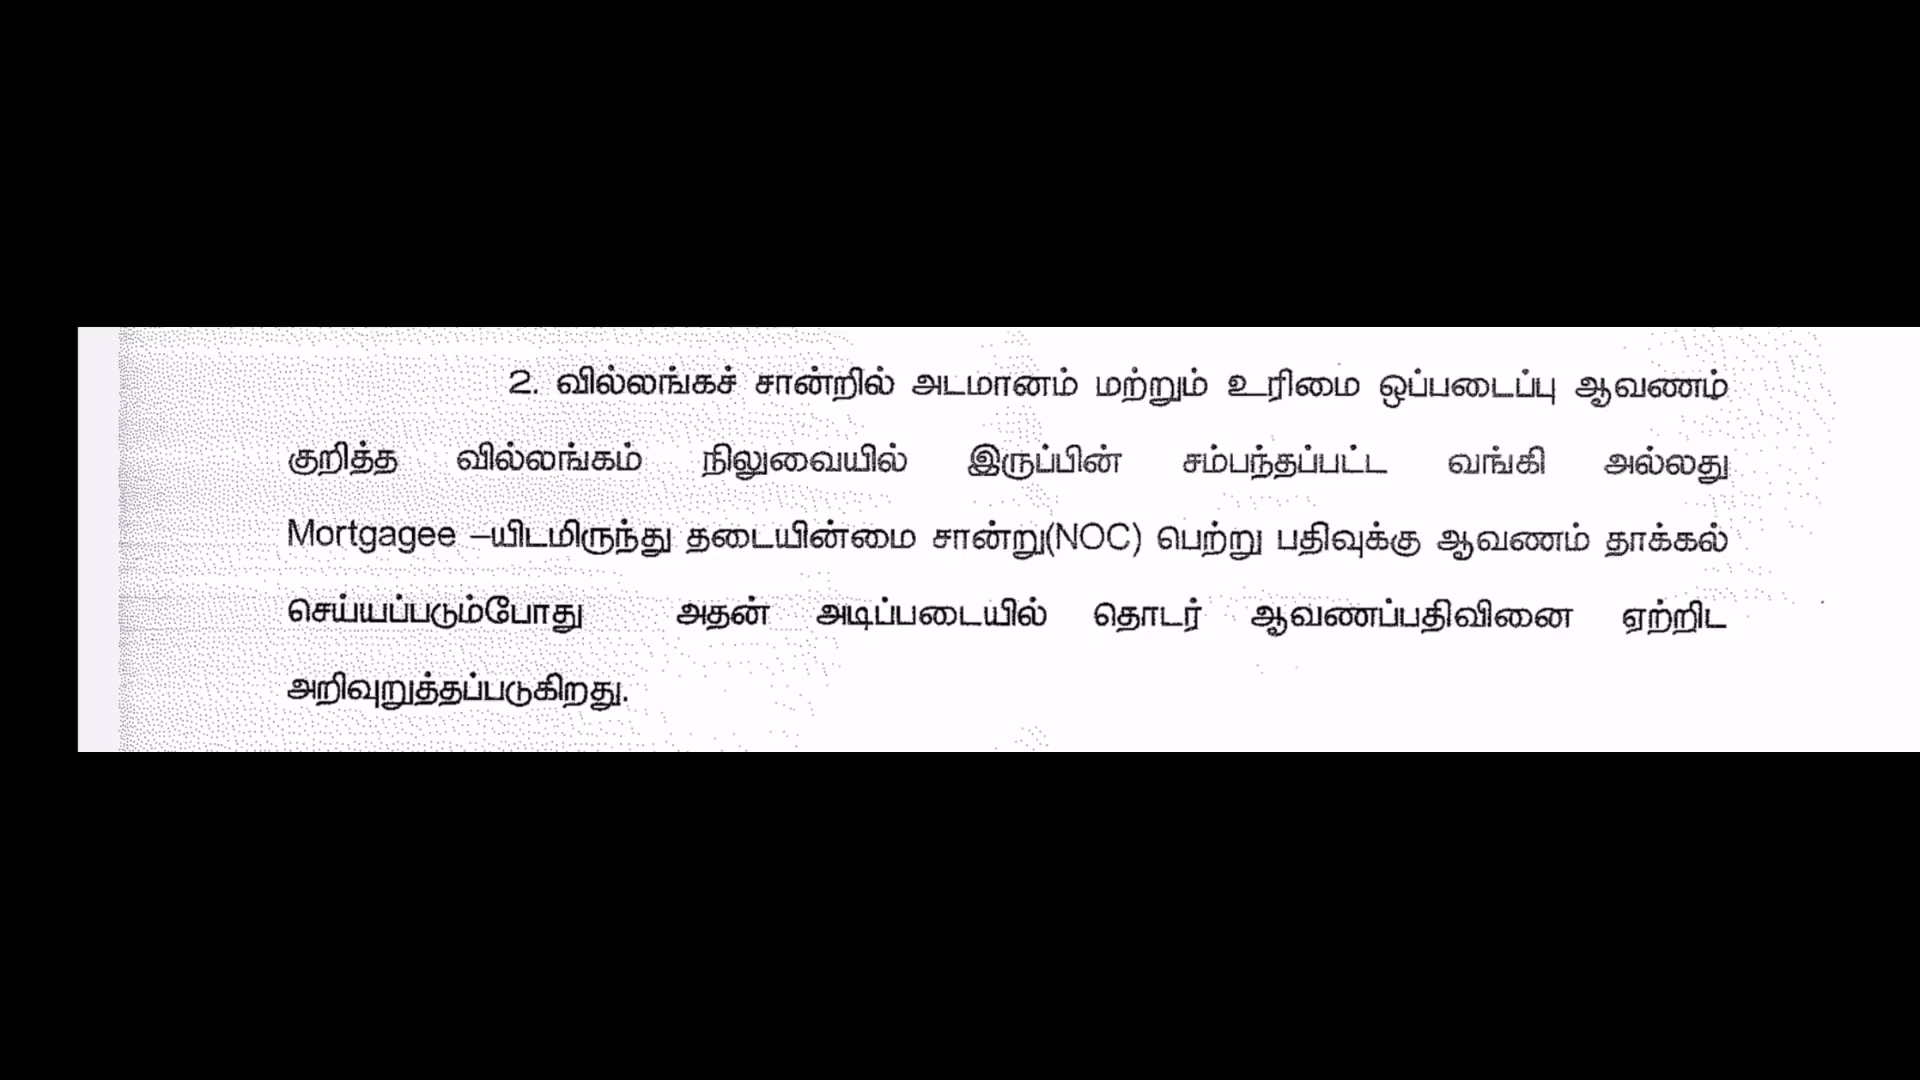 2. வில்லங்கச் சான்றில் அடமானம் மற்றும் உரிமை ஒப்படைப்பு ஆவணம்
குறித்த வில்லங்கம் நிலுவையில் இருப்பின் சம்பந்தப்பட்ட வங்கி அல்லது
Mortgagee –யிடமிருந்து தடையின்மை சான்று(NOC) பெற்று பதிவுக்கு ஆவணம் தாக்கல்
செய்யப்படும்போது அதன் அடிப்படையில் தொடர் ஆவணப்பதிவினை ஏற்றிட
அறிவுறுத்தப்படுகிறது.